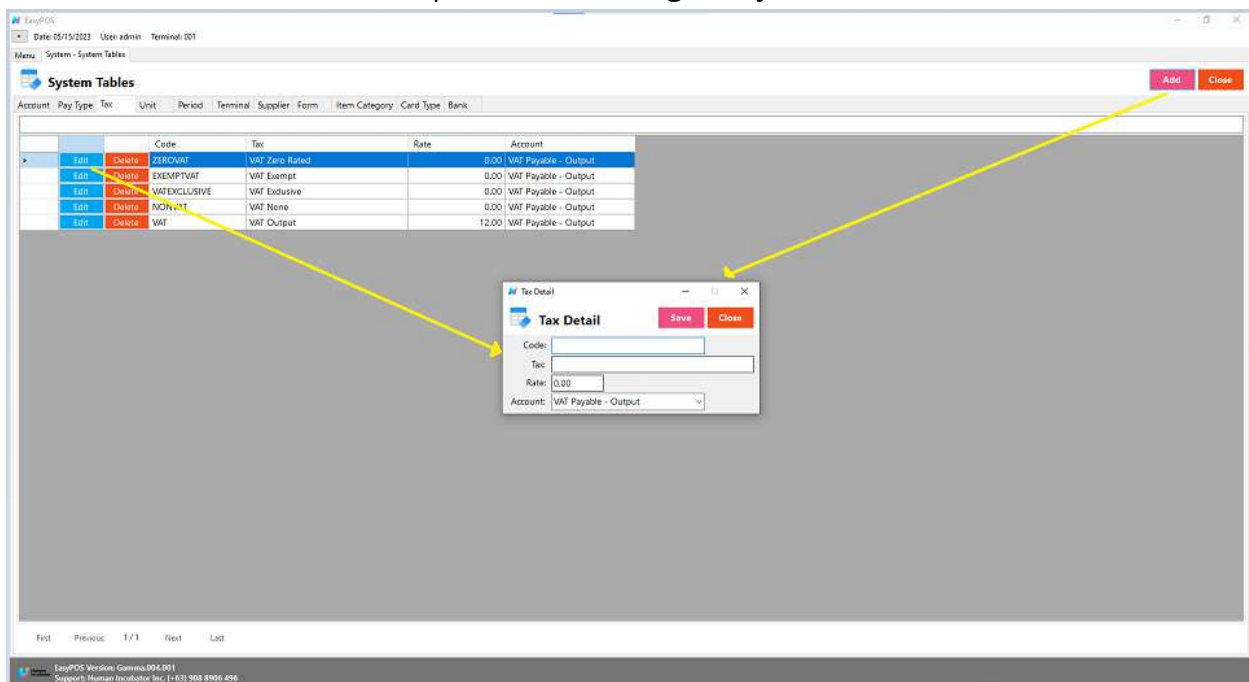 EasyPOS
Date: 05/15/2023 User: admin Terminal: 001
Menu System - System Tables
System Tables
Add Close
Account Pay Type Tax Unit Period Terminal Supplier Form Item Category Card Type Bank
Code Tax Rate Account
Edit Delete ZEROVAT VAT Zero Rated 0.00 VAT Payable - Output
Edit Delete EXEMPTVAT VAT Exempt 0.00 VAT Payable - Output
Edit Delete VATEXCLUSIVE VAT Exclusive 0.00 VAT Payable - Output
Edit Delete NONVAT VAT None 0.00 VAT Payable - Output
Edit Delete VAT VAT Output 12.00 VAT Payable - Output
Tax Detail
Tax Detail Save Close
Code:
Tax:
Rate: 0.00
Account: VAT Payable - Output
First Previous 1 / 1 Next Last
EasyPOS Version: Gamma.004.001
Support: Human Incubator Inc. (+63) 908 8906 496